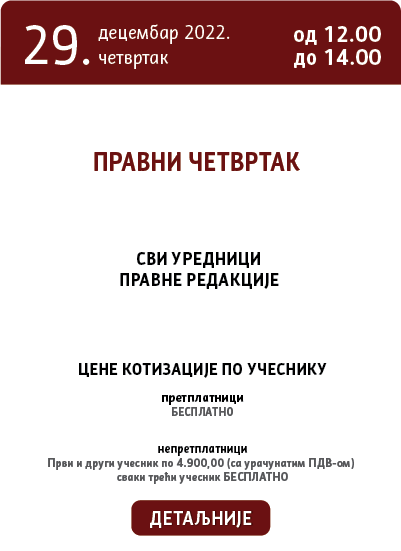 29.
децембар 2022.
четвртак
од 12.00
до 14.00
ПРАВНИ ЧЕТВРТАК
СВИ УРЕДНИЦИ
ПРАВНЕ РЕДАКЦИЈЕ
ЦЕНЕ КОТИЗАЦИЈЕ ПО УЧЕСНИКУ
претплатници
БЕСПЛАТНО
непретплатници
Први и други учесник по 4.900,00 (са урачунатим ПДВ-ом)
сваки трећи учесник БЕСПЛАТНО
ДЕТАЉНИЈЕ